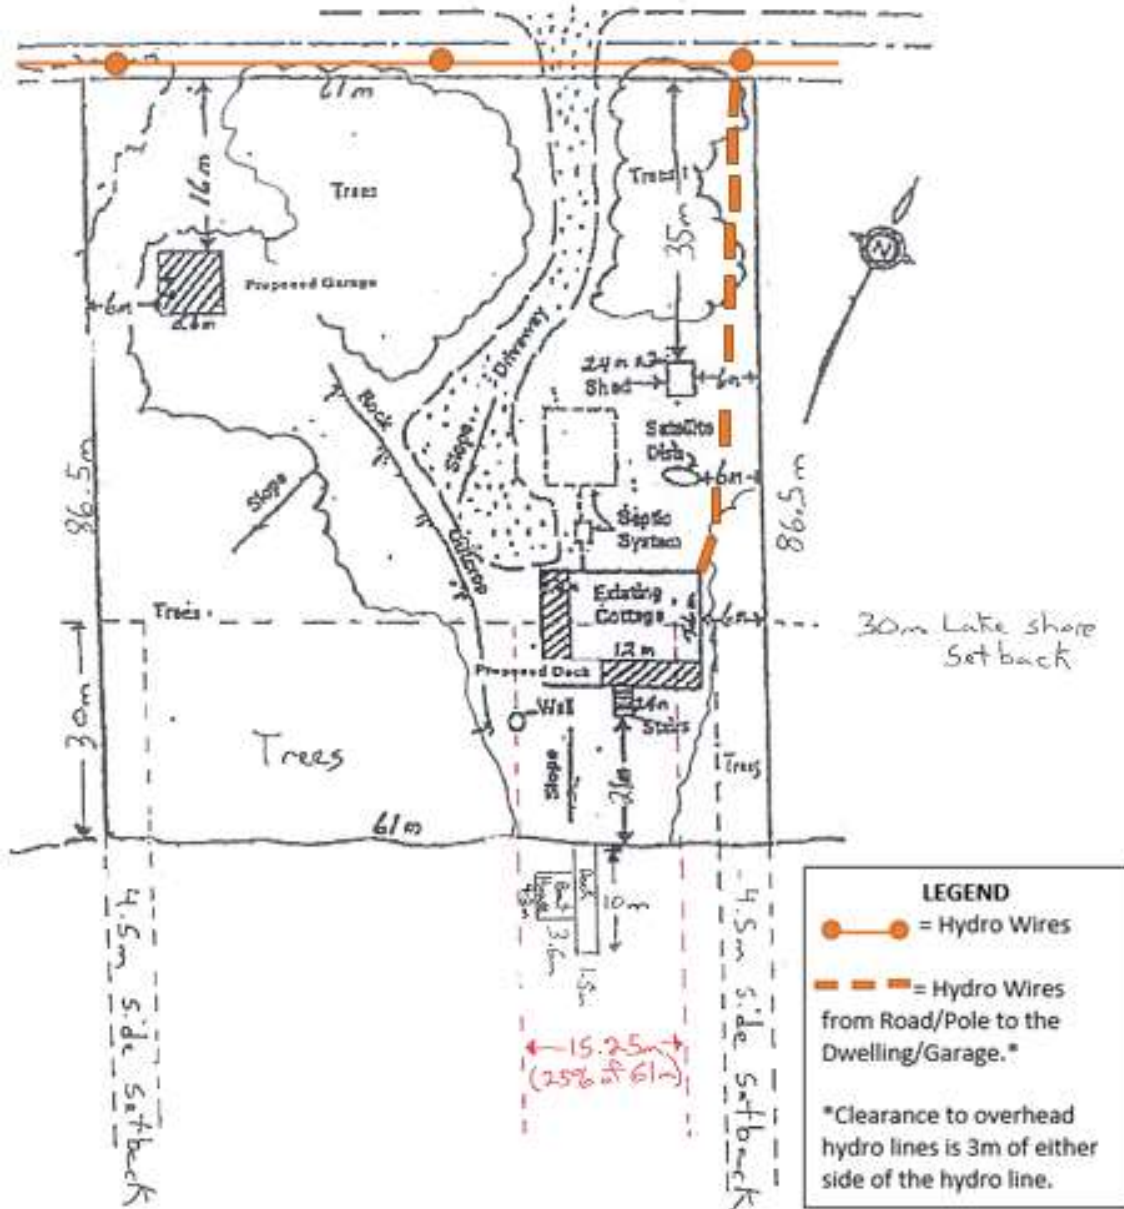 61m
16m
Trees
Trees
35m
N
Proposed Garage
6m
Driveway
24m
Shed
6m
Rock
Slope
Satellite
Dish
6m
86.5m
86.5m
Slope
Septic
System
Outcrop
Existing
Cottage
6m
Trees
12m
30m Lake shore
Setback
Proposed Deck
Well
Stairs
30m
Trees
Slope
Trees
61m
Dock
Boat
10m
3.6m
1.5m
4.5m side setback
4.5m side setback
15.25m
(25% of 61m)
LEGEND
= Hydro Wires
= Hydro Wires
from Road/Pole to the
Dwelling/Garage.*
*Clearance to overhead
hydro lines is 3m of either
side of the hydro line.